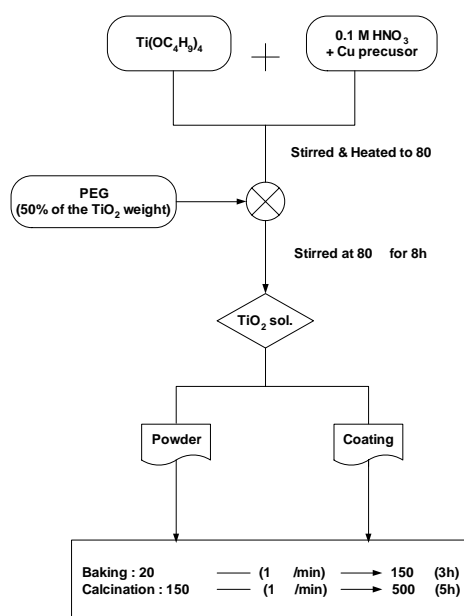 Ti(OC₄H₉)₄
0.1 M HNO₃
+ Cu precusor
Stirred & Heated to 80
PEG
(50% of the TiO₂ weight)
Stirred at 80 for 8h
TiO₂ sol.
Powder
Coating
Baking : 20 (1 /min) 150 (3h)
Calcination : 150 (1 /min) 500 (5h)